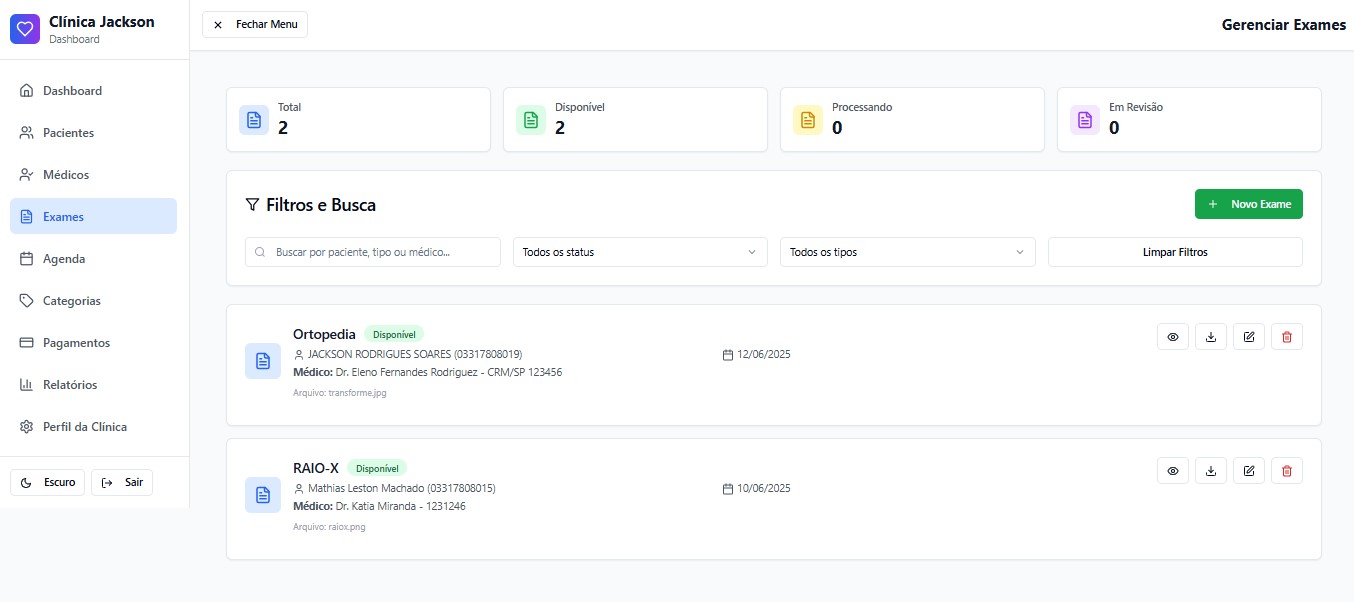 Clínica Jackson
Dashboard
Fechar Menu
Gerenciar Exames
Dashboard
Pacientes
Médicos
Exames
Agenda
Categorias
Pagamentos
Relatórios
Perfil da Clínica
Escuro
Sair
Total
2
Disponível
2
Processando
0
Em Revisão
0
Filtros e Busca
Novo Exame
Buscar por paciente, tipo ou médico...
Todos os status
Todos os tipos
Limpar Filtros
Ortopedia Disponível
JACKSON RODRIGUES SOARES (03317808019)
12/06/2025
Médico: Dr. Eleno Fernandes Rodriguez - CRM/SP 123456
Arquivo: transforme.jpg
RAIO-X Disponível
Mathias Leston Machado (03317808015)
10/06/2025
Médico: Dr. Katia Miranda - 1231246
Arquivo: raiox.png